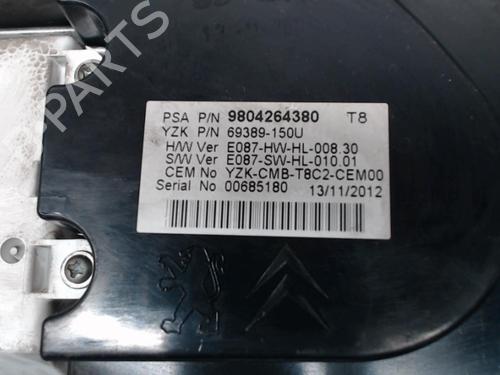 PSA P/N 9804264380 T8
YZK P/N 69389-150U
H/W Ver E087-HW-HL-008.30
S/W Ver E087-SW-HL-010.01
CEM No YZK-CMB-T8C2-CEM00
Serial No 00685180 13/11/2012